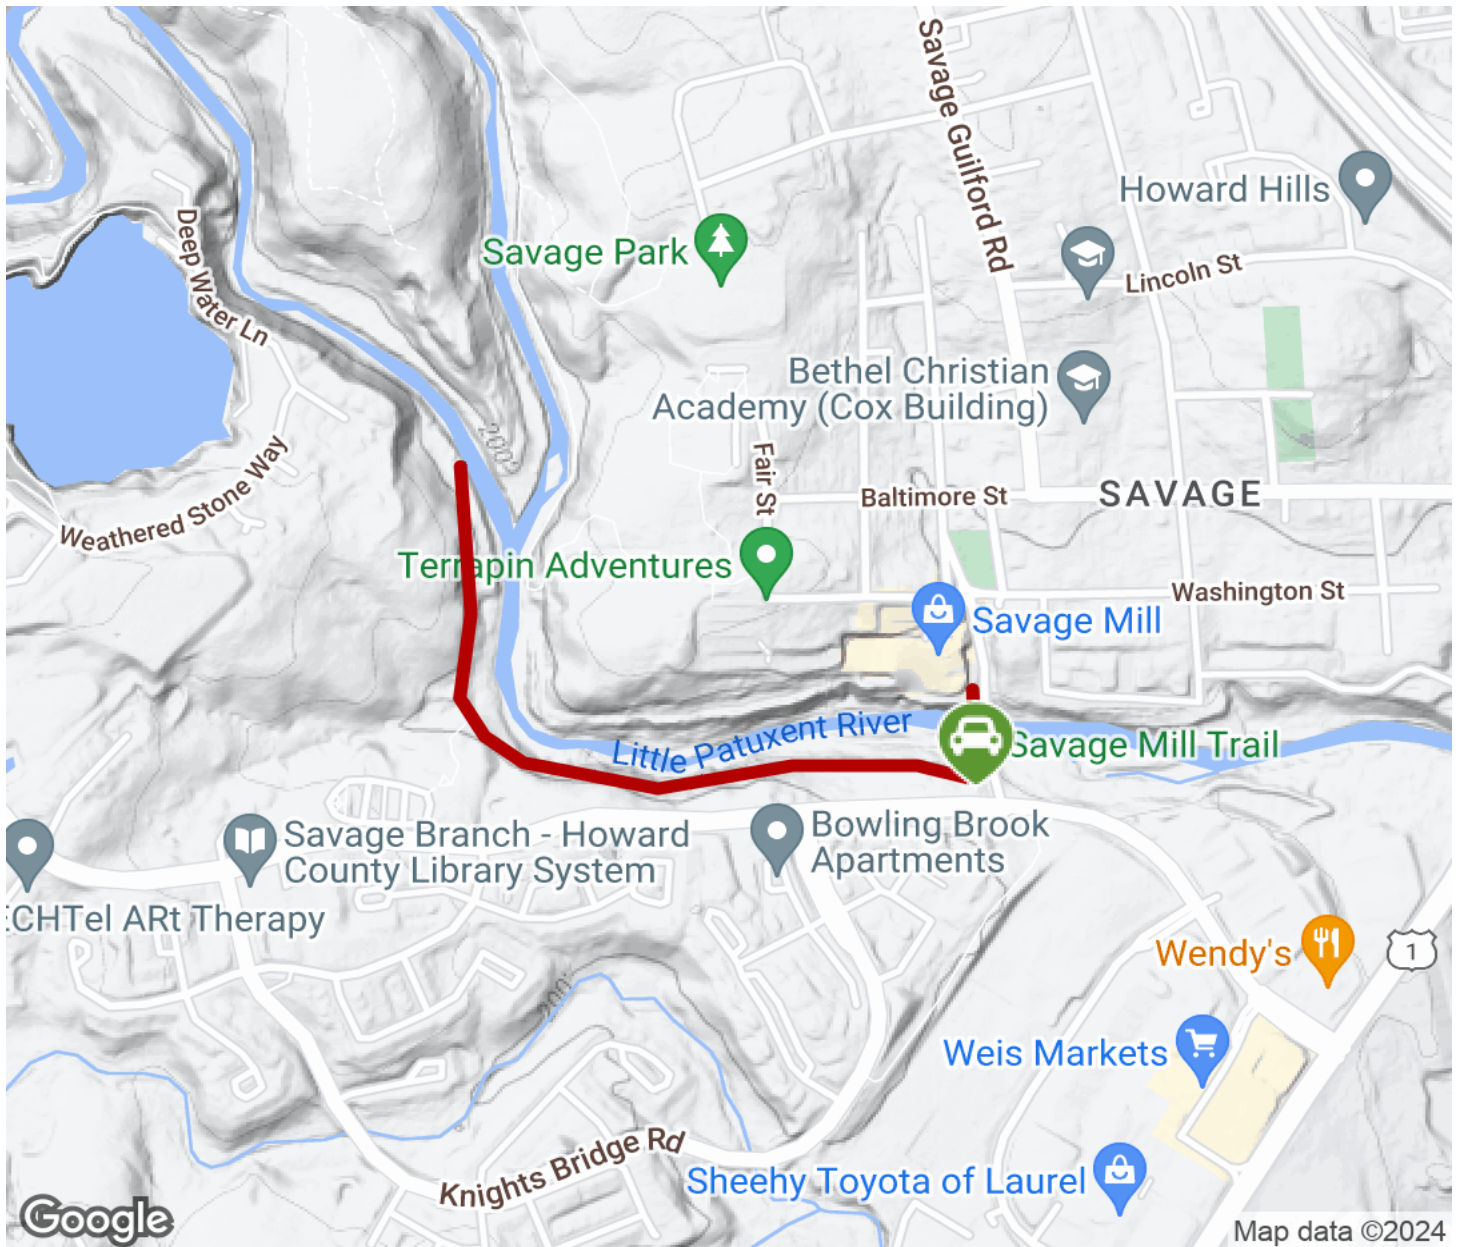 Savage Guilford Rd
Howard Hills
Deep Water Ln
Savage Park
Lincoln St
Bethel Christian
Academy (Cox Building)
200'
Weathered Stone Way
Fair St
Baltimore St
SAVAGE
Terrapin Adventures
Washington St
Savage Mill
Little Patuxent River
Savage Mill Trail
Savage Branch - Howard
County Library System
Bowling Brook
Apartments
ECHTel ARt Therapy
Wendy's
1
200'
Weis Markets
Knights Bridge Rd
Sheehy Toyota of Laurel
Google
Map data ©2024